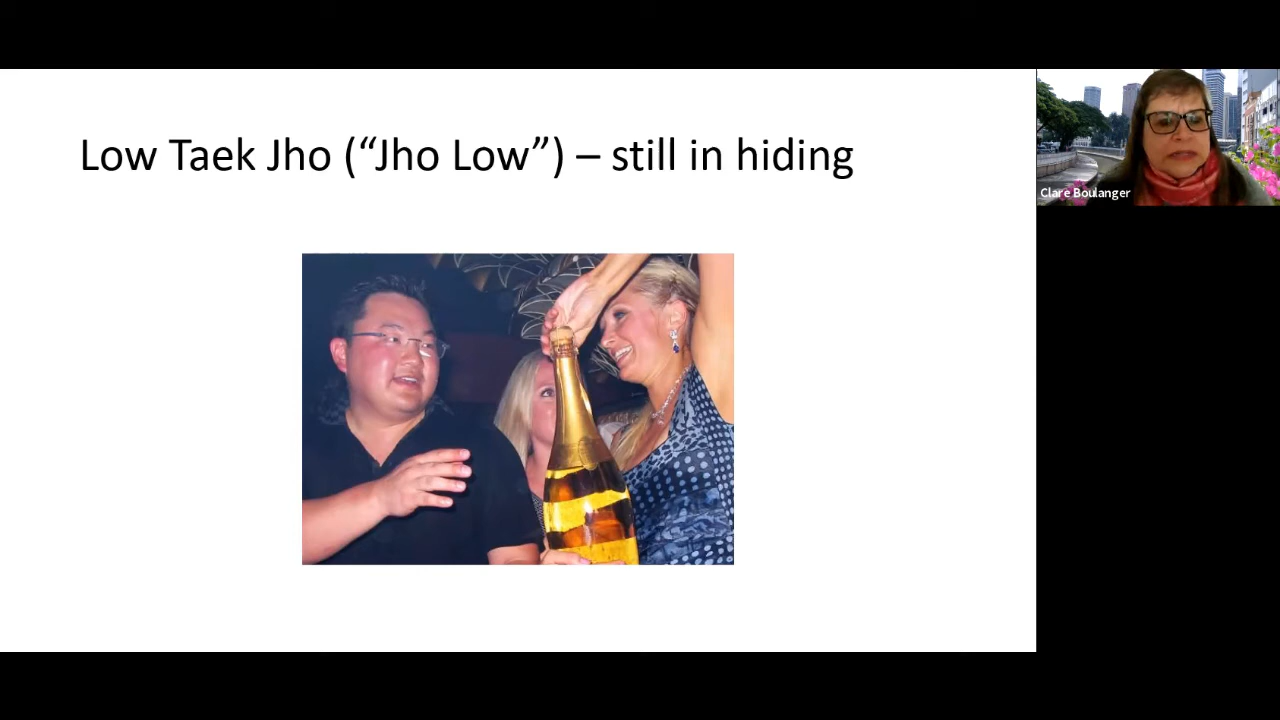 Low Taek Jho (“Jho Low”) – still in hiding
Clare Boulanger